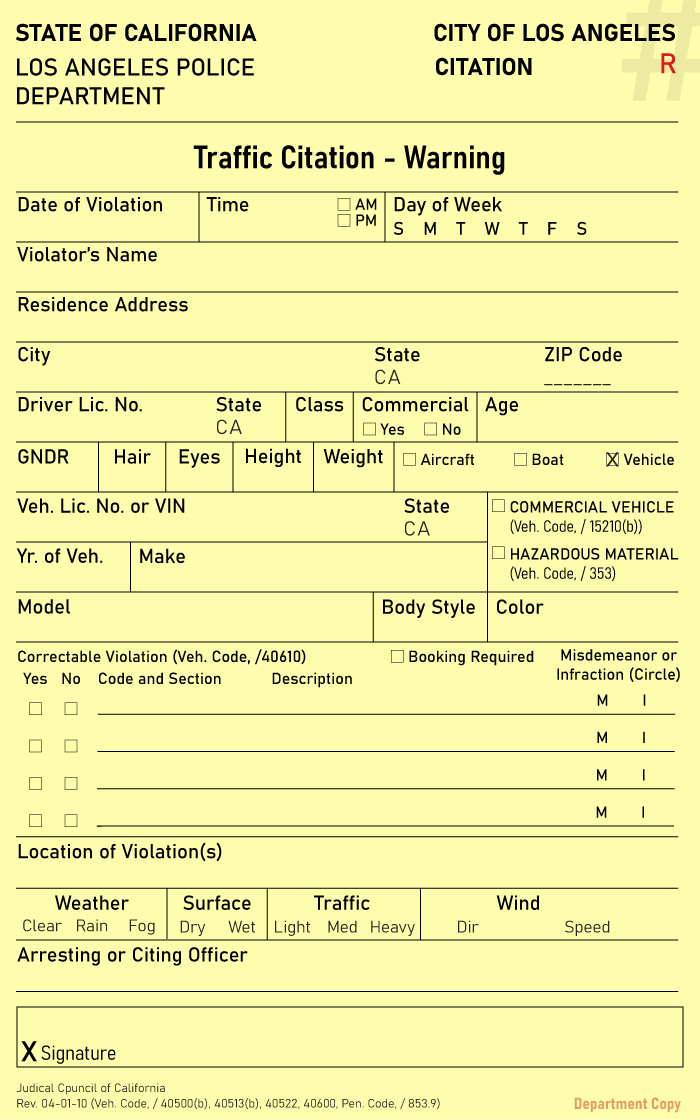 STATE OF CALIFORNIA CITY OF LOS ANGELES
LOS ANGELES POLICE CITATION R
DEPARTMENT
#
Traffic Citation - Warning
Date of Violation Time ☐ AM Day of Week
☐ PM S M T W T F S
Violator's Name
Residence Address
City State ZIP Code
CA _______
Driver Lic. No. State Class Commercial Age
CA ☐ Yes ☐ No
GNDR Hair Eyes Height Weight ☐ Aircraft ☐ Boat ☒ Vehicle
Veh. Lic. No. or VIN State ☐ COMMERCIAL VEHICLE
CA (Veh. Code, / 15210(b))
Yr. of Veh. Make ☐ HAZARDOUS MATERIAL
(Veh. Code, / 353)
Model Body Style Color
Correctable Violation (Veh. Code, /40610) ☐ Booking Required Misdemeanor or
Yes No Code and Section Description Infraction (Circle)
☐ ☐ M I
☐ ☐ M I
☐ ☐ M I
☐ ☐ M I
Location of Violation(s)
Weather Surface Traffic Wind
Clear Rain Fog Dry Wet Light Med Heavy Dir Speed
Arresting or Citing Officer
X Signature
Judical Cpuncil of California
Rev. 04-01-10 (Veh. Code, / 40500(b), 40513(b), 40522, 40600, Pen. Code, / 853.9) Department Copy